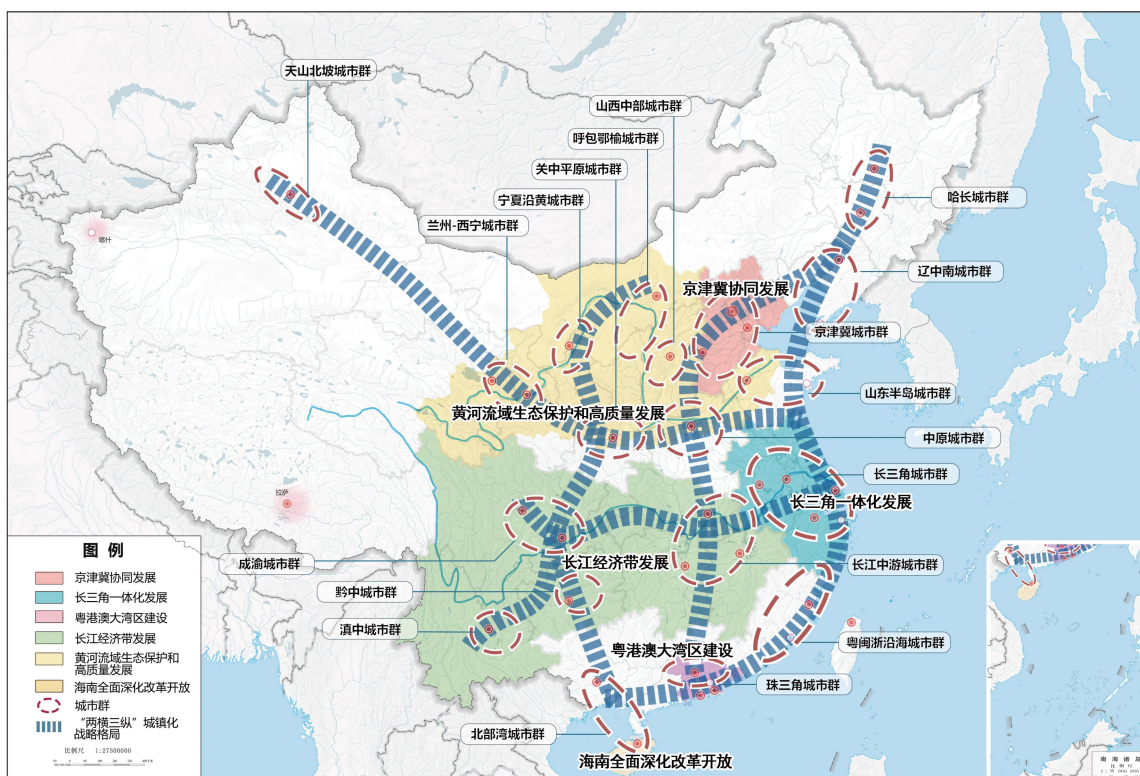 天山北坡城市群
山西中部城市群
呼包鄂榆城市群
关中平原城市群
宁夏沿黄城市群
兰州-西宁城市群
哈长城市群
喀什
辽中南城市群
京津冀协同发展
京津冀城市群
山东半岛城市群
黄河流域生态保护和高质量发展
中原城市群
长三角城市群
拉萨
长三角一体化发展
成渝城市群
长江经济带发展
长江中游城市群
黔中城市群
滇中城市群
粤闽浙沿海城市群
粤港澳大湾区建设
珠三角城市群
北部湾城市群
海南全面深化改革开放
图 例
京津冀协同发展
长三角一体化发展
粤港澳大湾区建设
长江经济带发展
黄河流域生态保护和
高质量发展
海南全面深化改革开放
城市群
“两横三纵”城镇化
战略格局
比例尺 1:27500000
南 海 诸 岛
比 例 尺